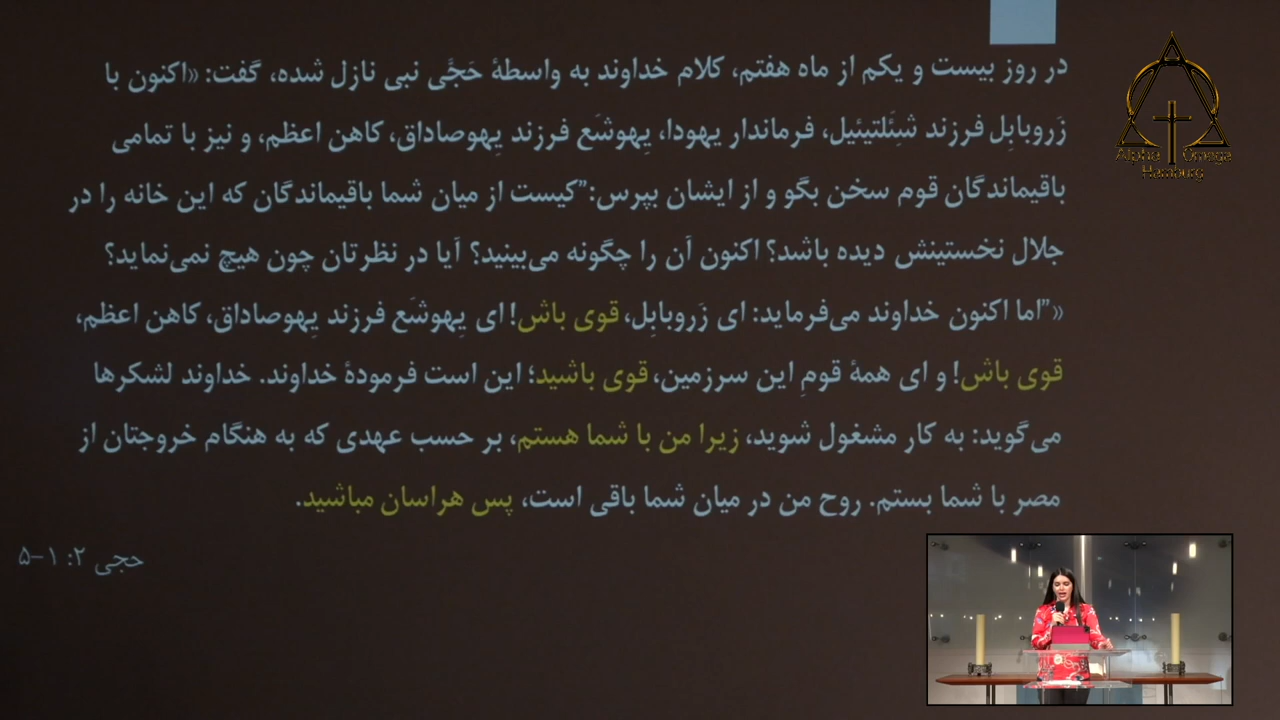 در روز بیست و یکم از ماه هفتم، کلام خداوند به واسطهٔ حَجَّی نبی نازل شده، گفت: «اکنون با
زَروبابِل فرزند شِئَلتیئیل، فرماندار یهودا، یِهوشَع فرزند یِهوصاداق، کاهن اعظم، و نیز با تمامی
باقیماندگان قوم سخن بگو و از ایشان بپرس:”کیست از میان شما باقیماندگان که این خانه را در
جلال نخستینش دیده باشد؟ اکنون آن را چگونه می‌بینید؟ آیا در نظرتان چون هیچ نمی‌نماید؟
«”اما اکنون خداوند می‌فرماید: ای زَروبابِل، قوی باش! ای یِهوشَع فرزند یِهوصاداق، کاهن اعظم،
قوی باش! و ای همهٔ قومِ این سرزمین، قوی باشید؛ این است فرمودهٔ خداوند. خداوند لشکرها
می‌گوید: به کار مشغول شوید، زیرا من با شما هستم، بر حسب عهدی که به هنگام خروجتان از
مصر با شما بستم. روح من در میان شما باقی است، پس هراسان مباشید.
حجی ۲: ۱-۵
Alpha Omega
Hamburg